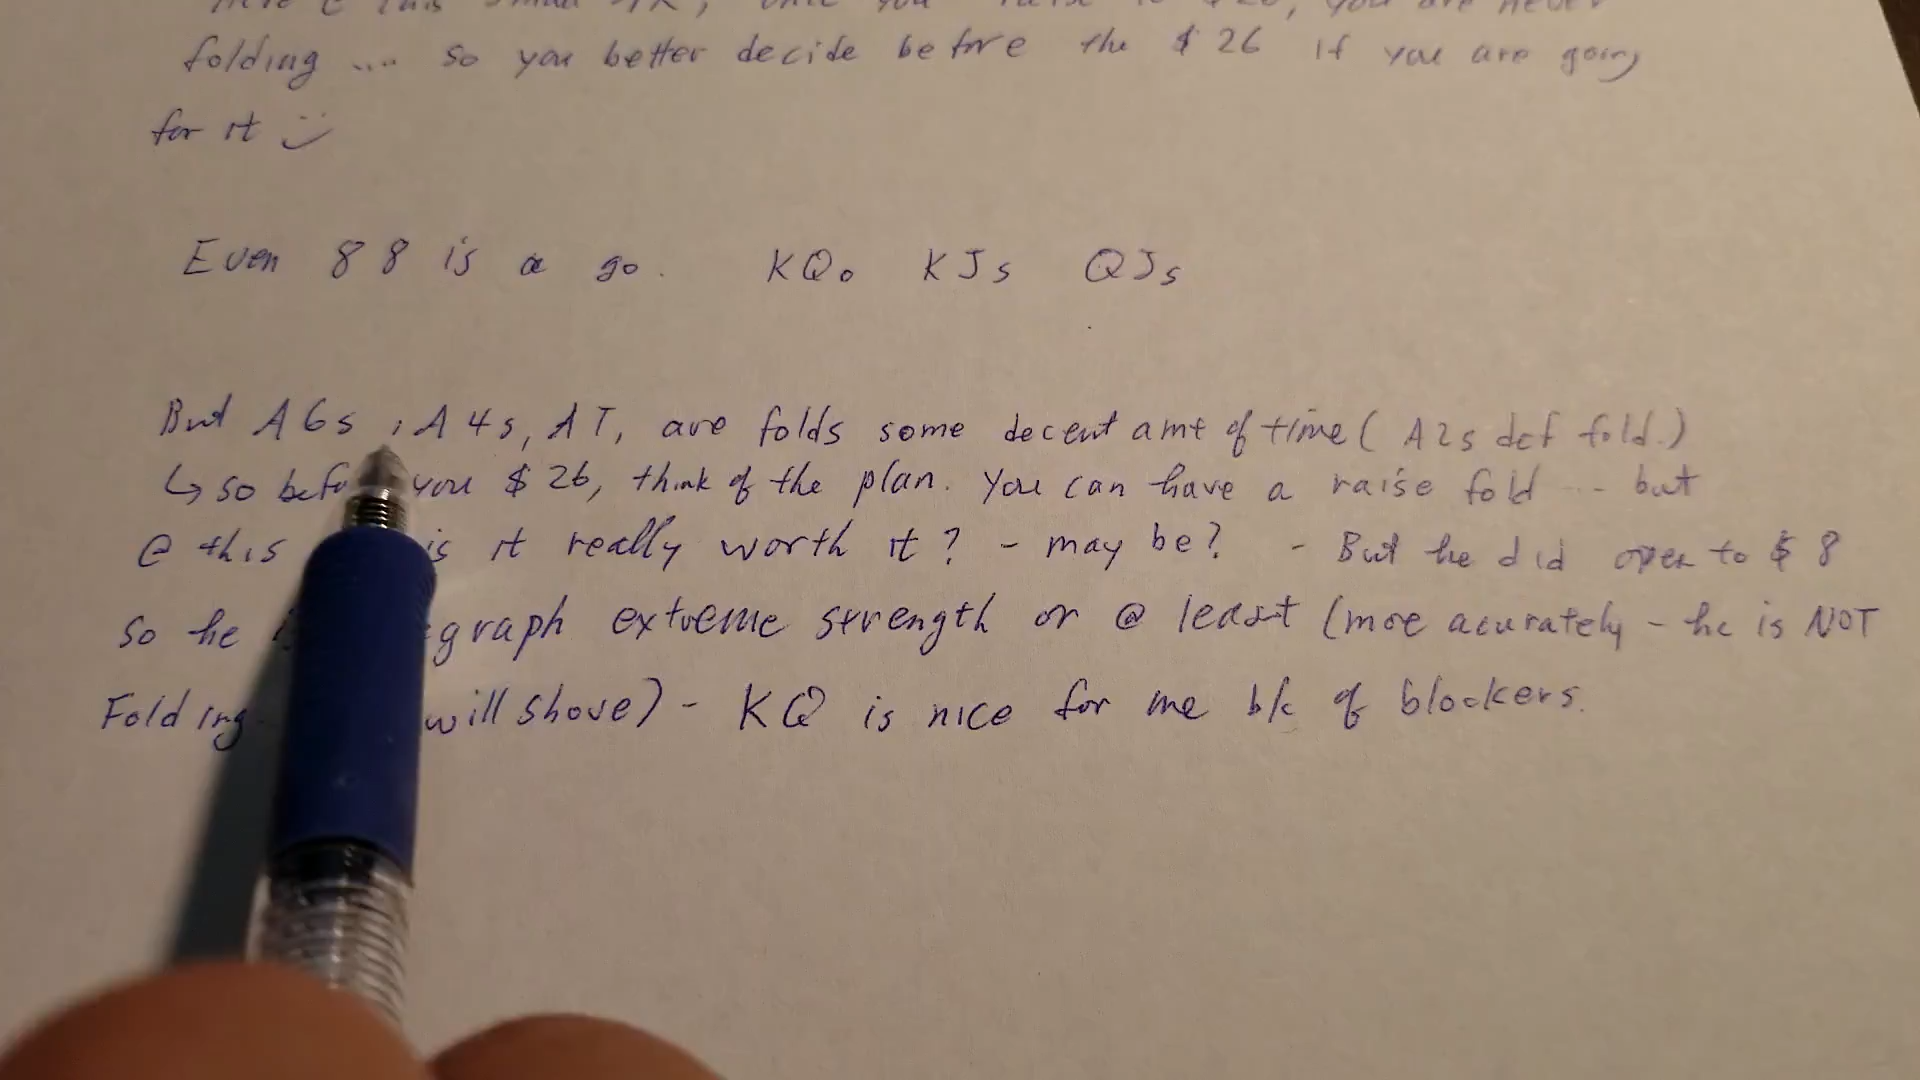 folding .... so you better decide before the $26 if you are going
for it :)
Even 88 is a go. KQo KJs QJs
But A6s, A4s, AT, are folds some decent amt of time (A2s def fold.)
↳ so you $26, think of the plan. You can have a raise fold ... but
@ this is it really worth it? - may be? - But he did open to $8
so he graph extreme strength or @ least (more acurately - he is NOT
Folding will shove) - KQ is nice for me b/c of blockers.